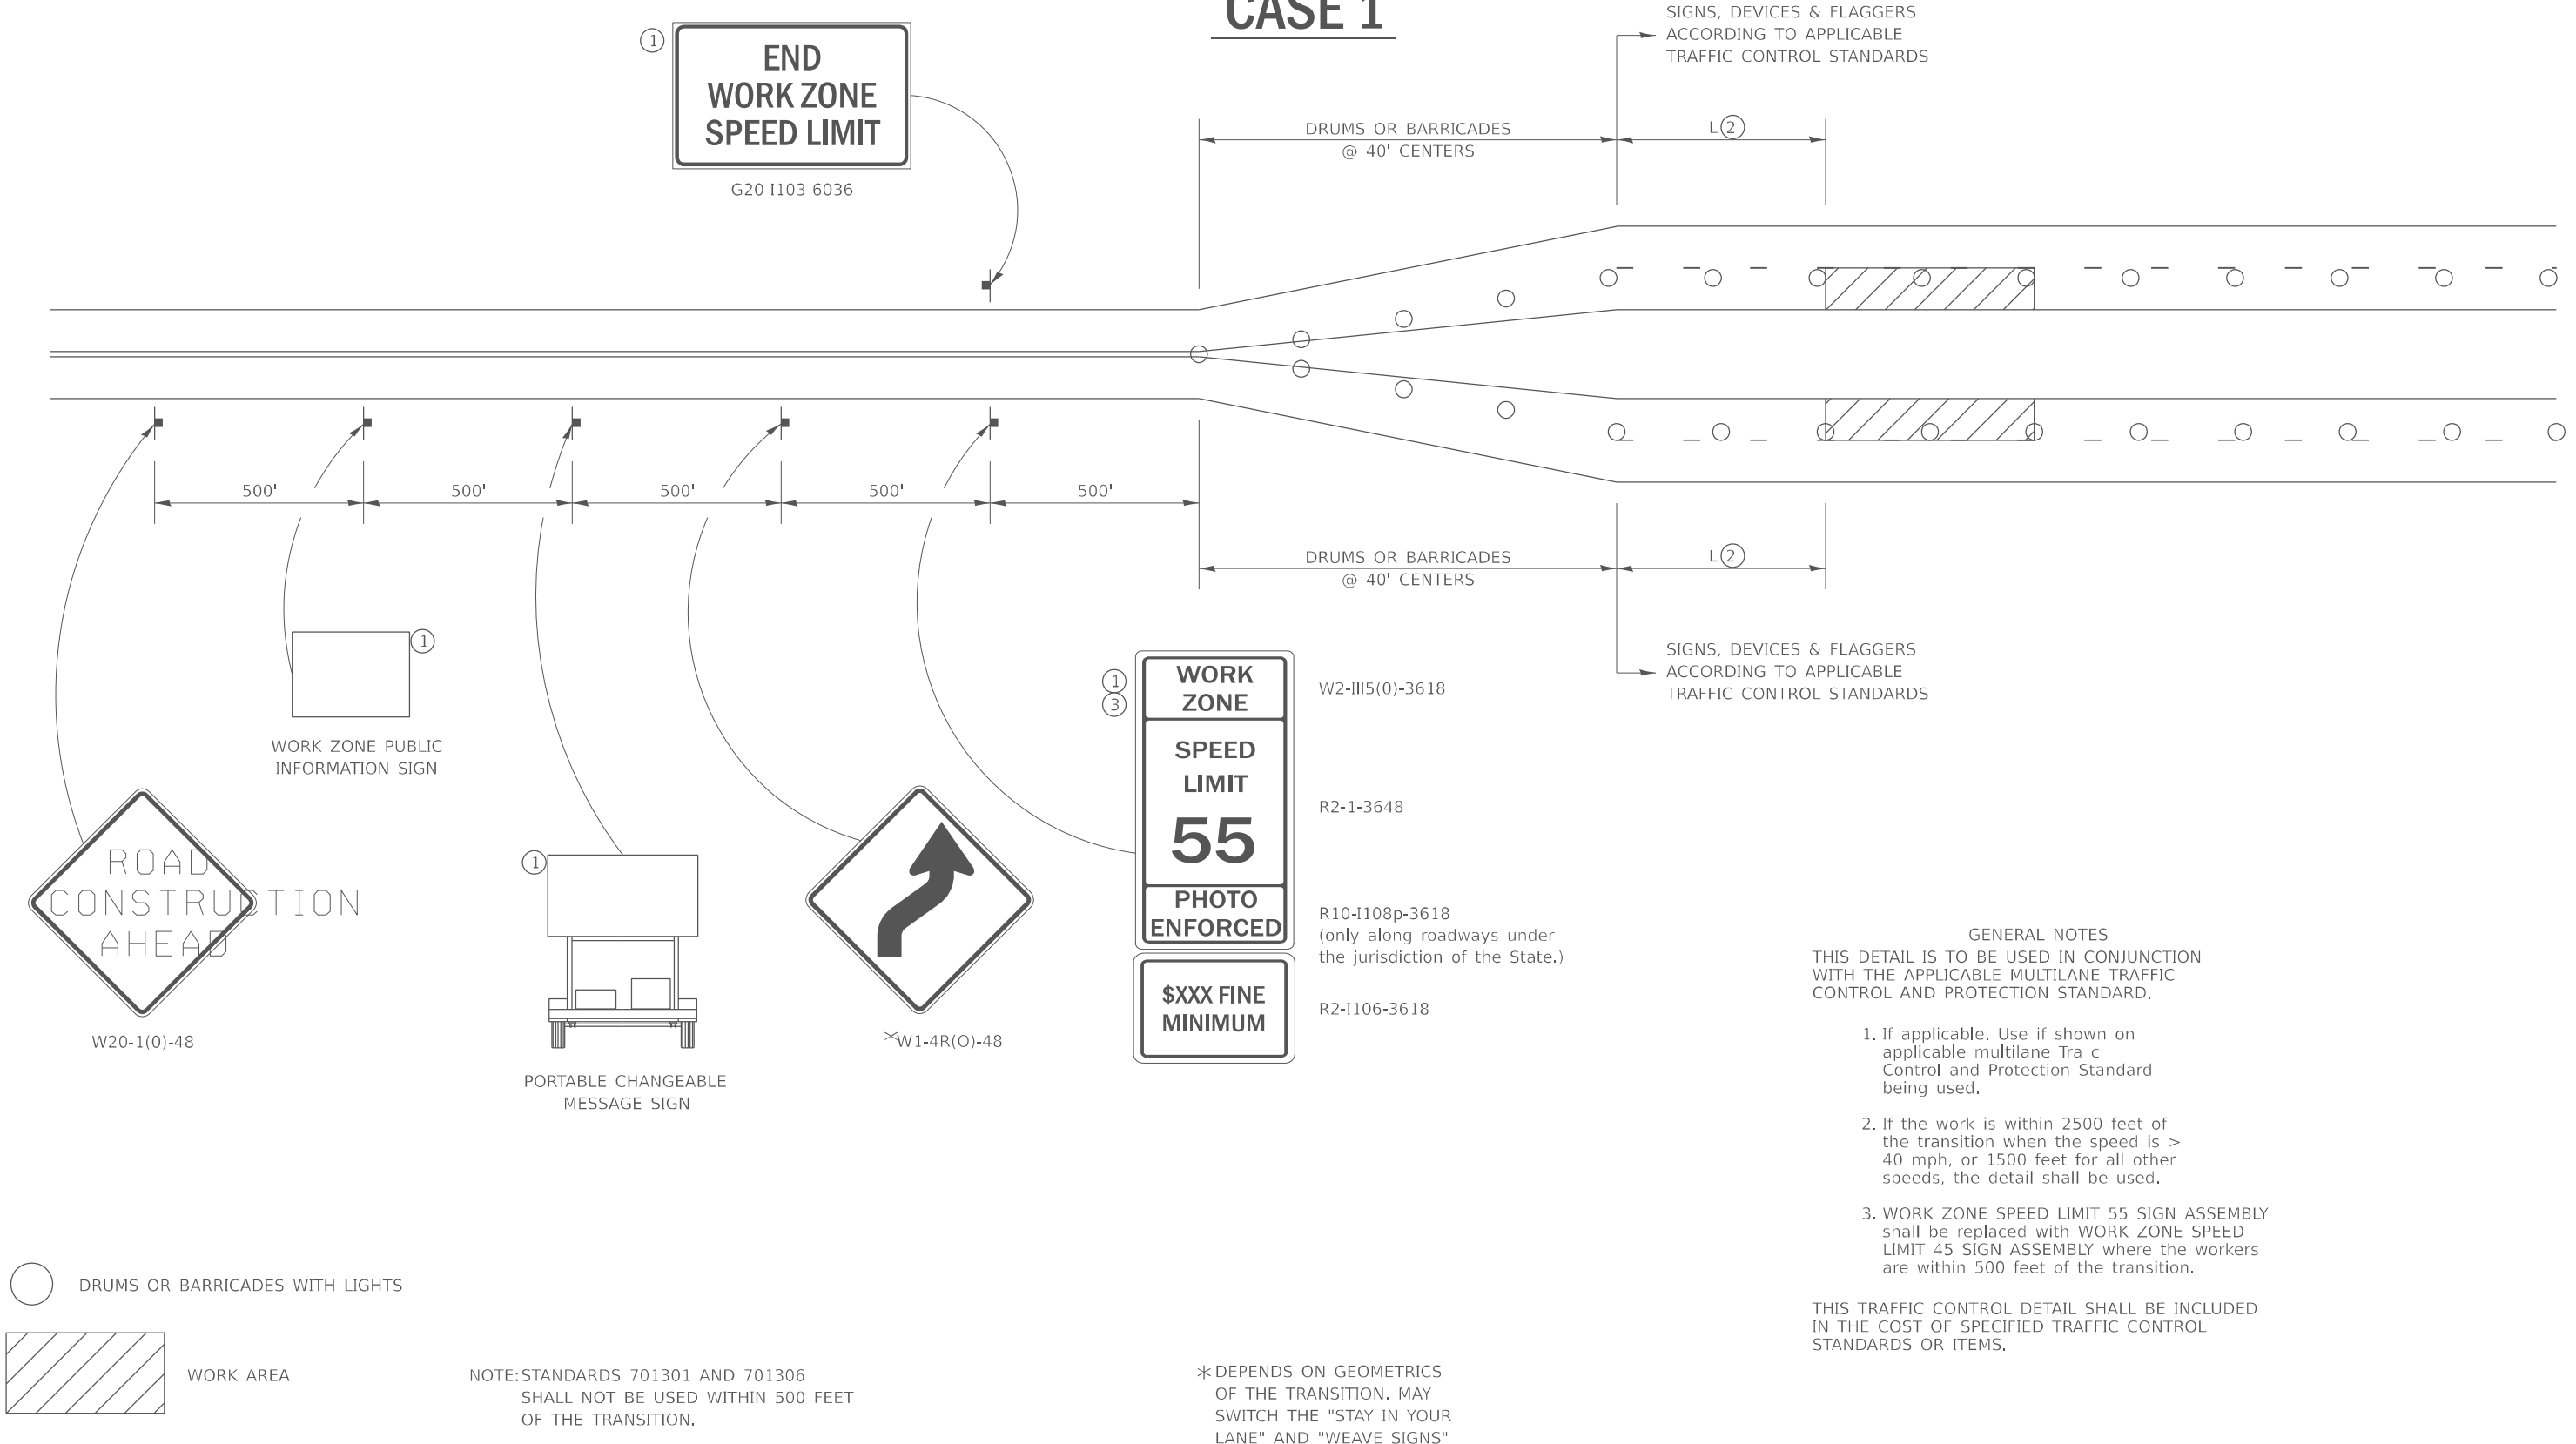 CASE 1
SIGNS, DEVICES & FLAGGERS
ACCORDING TO APPLICABLE
TRAFFIC CONTROL STANDARDS
1
END
WORK ZONE
SPEED LIMIT
G20-I103-6036
DRUMS OR BARRICADES
@ 40' CENTERS
L 2
500'
500'
500'
500'
500'
DRUMS OR BARRICADES
@ 40' CENTERS
L 2
SIGNS, DEVICES & FLAGGERS
ACCORDING TO APPLICABLE
TRAFFIC CONTROL STANDARDS
1
WORK ZONE PUBLIC
INFORMATION SIGN
ROAD
CONSTRUCTION
AHEAD
W20-1(0)-48
1
PORTABLE CHANGEABLE
MESSAGE SIGN
*W1-4R(O)-48
1
3
WORK
ZONE
W2-III5(0)-3618
SPEED
LIMIT
55
R2-1-3648
PHOTO
ENFORCED
R10-I108p-3618
(only along roadways under
the jurisdiction of the State.)
$XXX FINE
MINIMUM
R2-I106-3618
GENERAL NOTES
THIS DETAIL IS TO BE USED IN CONJUNCTION
WITH THE APPLICABLE MULTILANE TRAFFIC
CONTROL AND PROTECTION STANDARD.
1. If applicable. Use if shown on
applicable multilane Tra c
Control and Protection Standard
being used.
2. If the work is within 2500 feet of
the transition when the speed is >
40 mph, or 1500 feet for all other
speeds, the detail shall be used.
3. WORK ZONE SPEED LIMIT 55 SIGN ASSEMBLY
shall be replaced with WORK ZONE SPEED
LIMIT 45 SIGN ASSEMBLY where the workers
are within 500 feet of the transition.
THIS TRAFFIC CONTROL DETAIL SHALL BE INCLUDED
IN THE COST OF SPECIFIED TRAFFIC CONTROL
STANDARDS OR ITEMS.
DRUMS OR BARRICADES WITH LIGHTS
WORK AREA
NOTE: STANDARDS 701301 AND 701306
SHALL NOT BE USED WITHIN 500 FEET
OF THE TRANSITION.
* DEPENDS ON GEOMETRICS
OF THE TRANSITION. MAY
SWITCH THE "STAY IN YOUR
LANE" AND "WEAVE SIGNS"